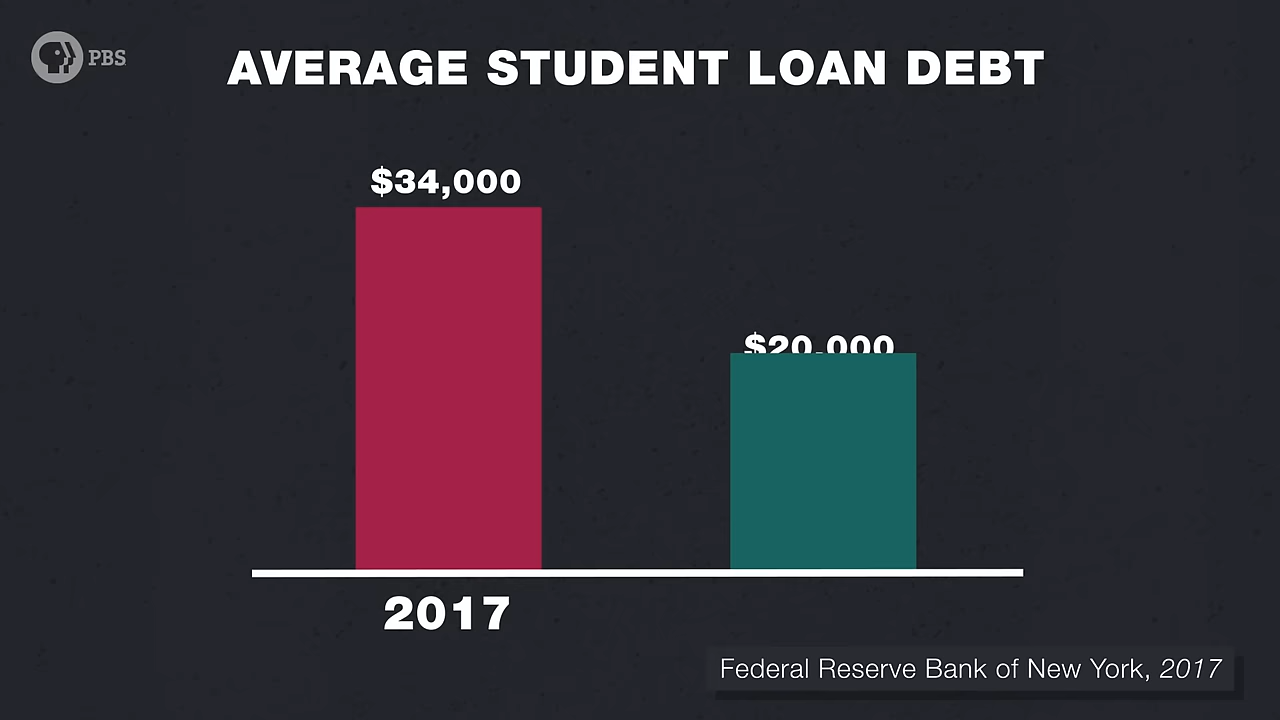 PBS
AVERAGE STUDENT LOAN DEBT
$34,000
$20,000
2017
Federal Reserve Bank of New York, 2017